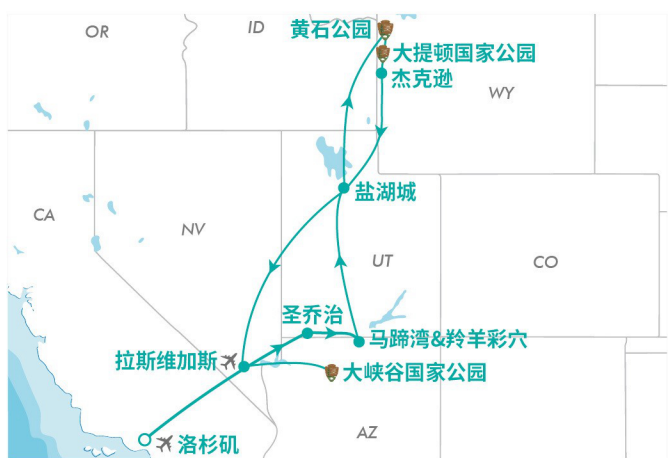 OR
ID
黄石公园
大提顿国家公园
杰克逊
WY
盐湖城
CA
NV
UT
CO
圣乔治
马蹄湾&羚羊彩穴
拉斯维加斯
大峡谷国家公园
AZ
洛杉矶